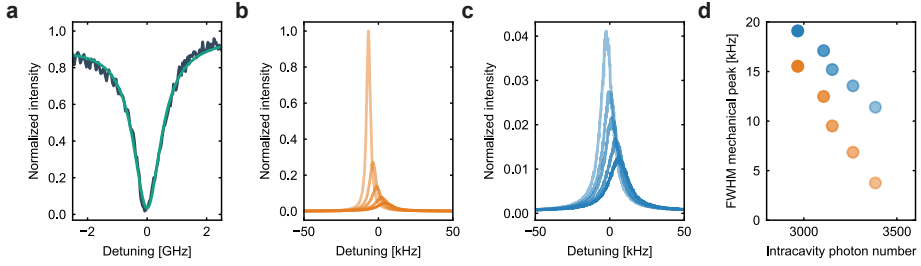 a
b
c
d
1.0
0.8
0.6
0.4
0.2
0.0
Normalized intensity
−2
0
2
Detuning [GHz]
1.0
0.8
0.6
0.4
0.2
0.0
Normalized intensity
−50
0
50
Detuning [kHz]
0.04
0.03
0.02
0.01
0.00
Normalized intensity
−50
0
50
Detuning [kHz]
20
15
10
5
0
FWHM mechanical peak [kHz]
3000
3500
Intracavity photon number